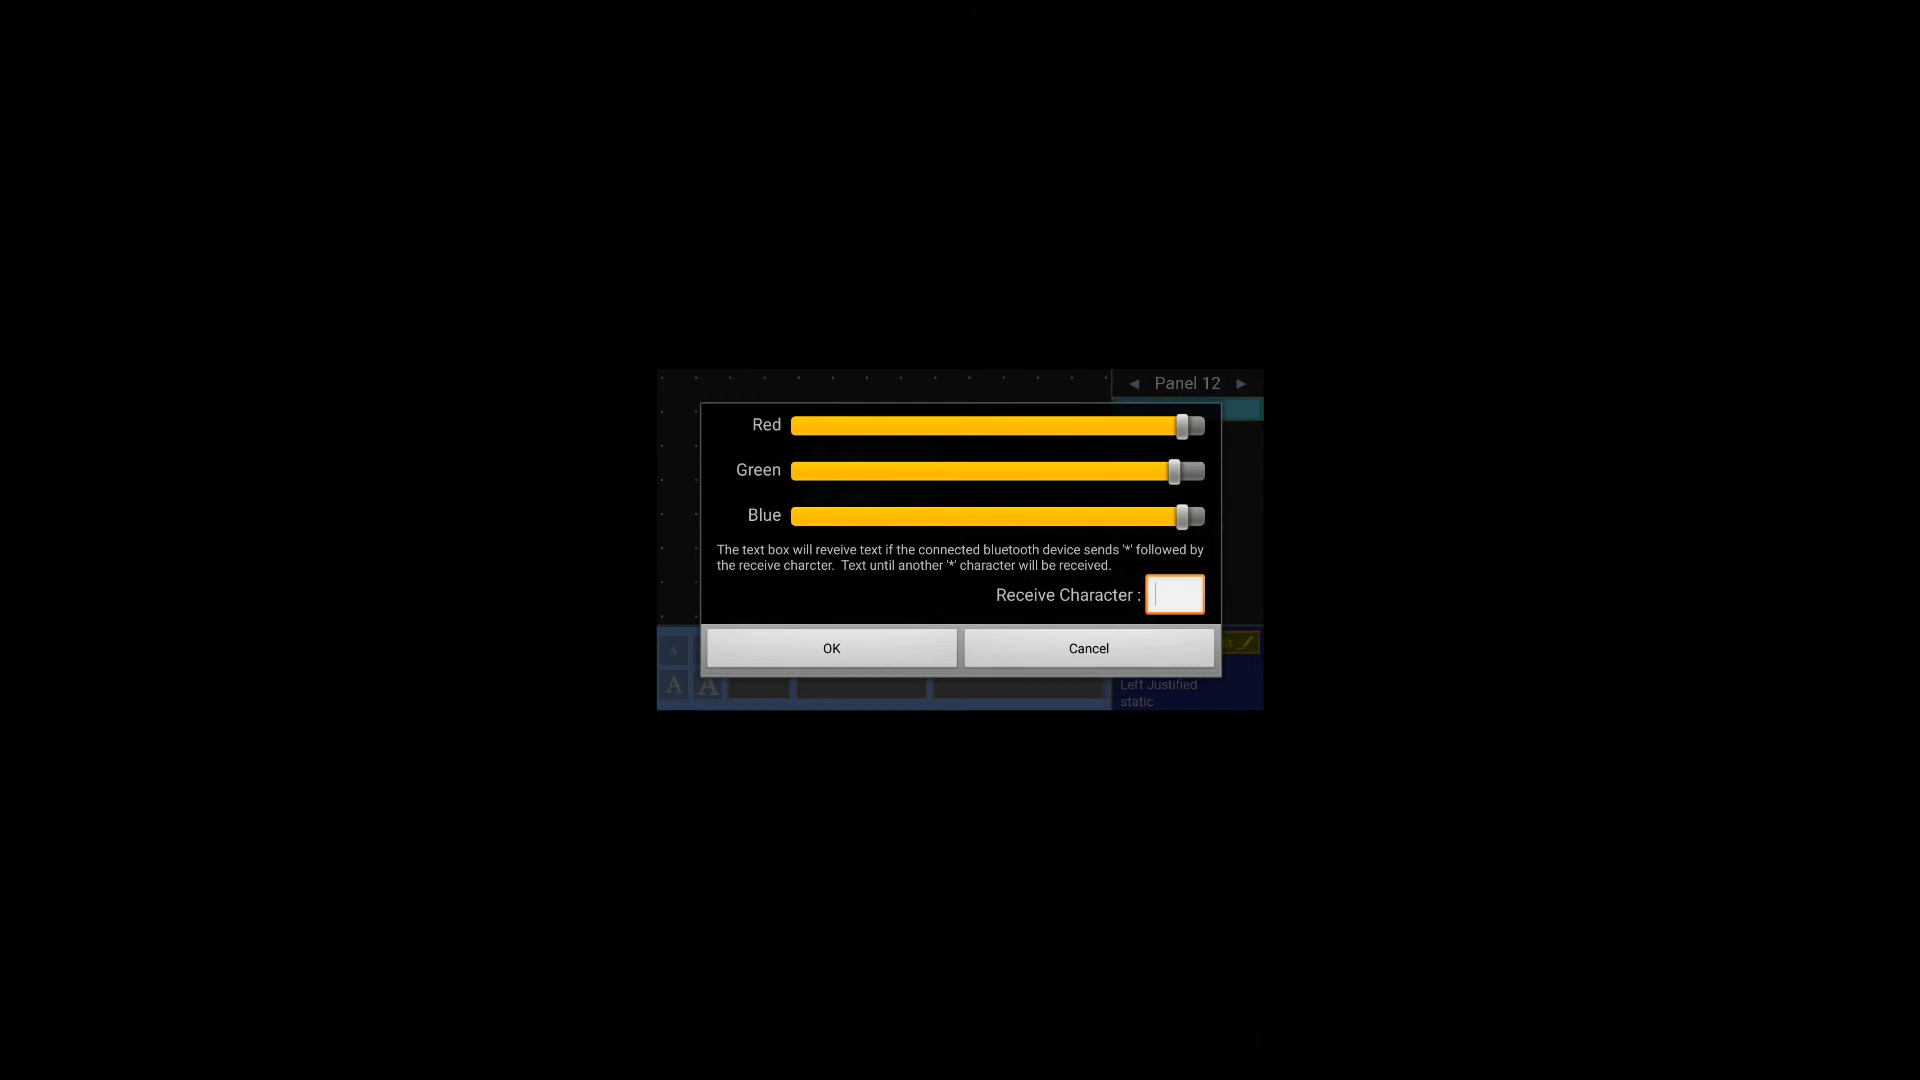 Panel 12
Red
Green
Blue
The text box will reveive text if the connected bluetooth device sends '*' followed by
the receive charcter.  Text until another '*' character will be received.
Receive Character :
OK
Cancel
A
A A
Left Justified
static